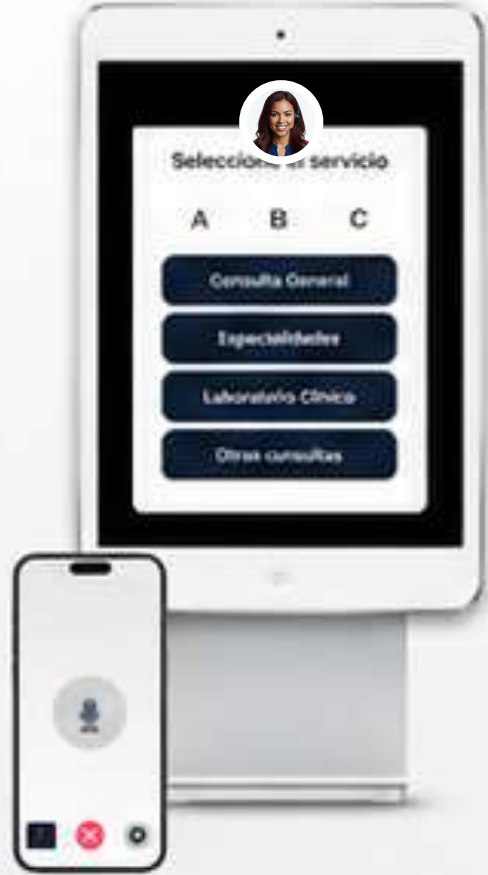 Seleccione el servicio
A B C
Consulta General
Especialidades
Laboratorio Clínico
Otras consultas